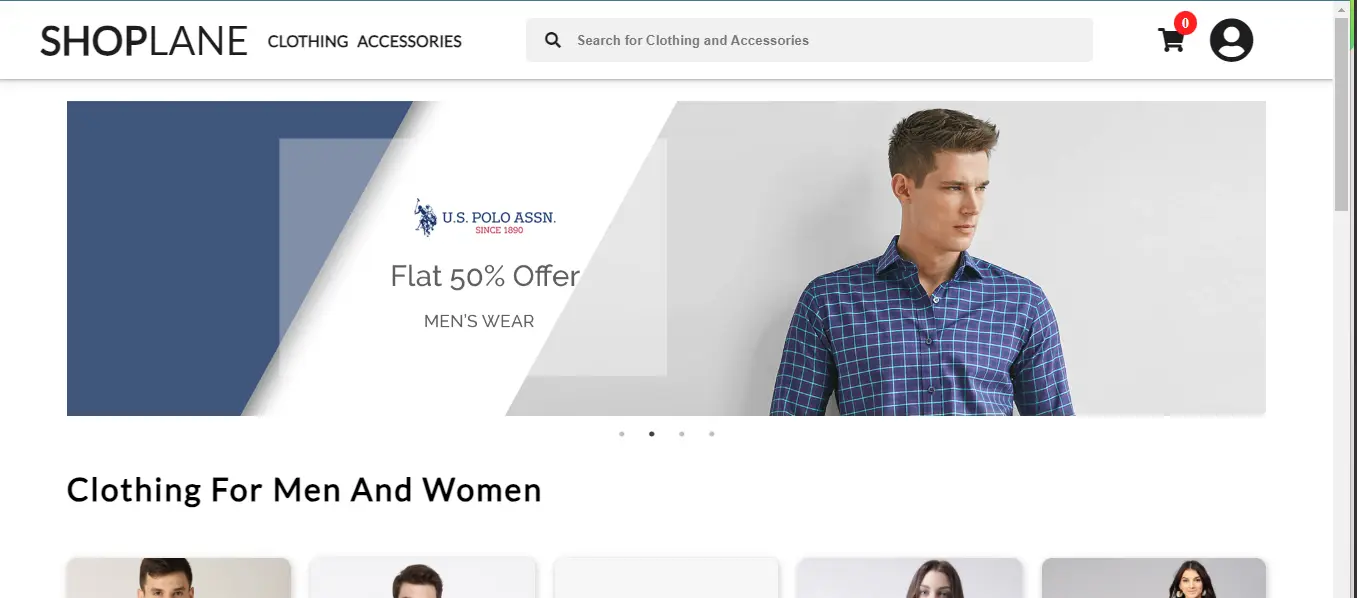 SHOPLANE CLOTHING ACCESSORIES Search for Clothing and Accessories 0
U.S. POLO ASSN.
SINCE 1890
Flat 50% Offer
MEN'S WEAR
Clothing For Men And Women